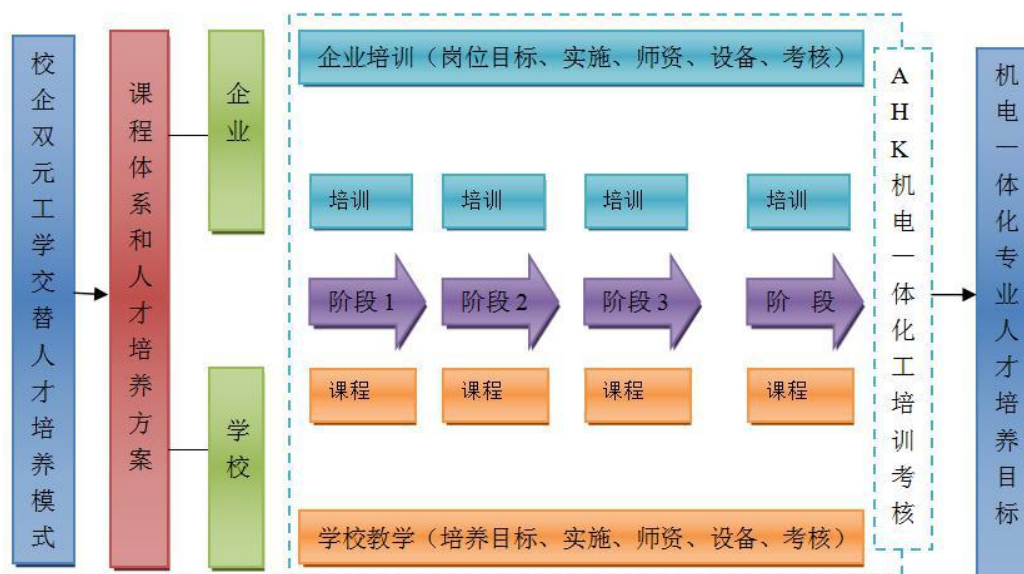 校企双元工学交替人才培养模式
课程体系和人才培养方案
企业
学校
企业培训（岗位目标、实施、师资、设备、考核）
培训
培训
培训
培训
阶段 1
阶段 2
阶段 3
阶 段
课程
课程
课程
课程
学校教学（培养目标、实施、师资、设备、考核）
AHK机电一体化工培训考核
机电一体化专业人才培养目标